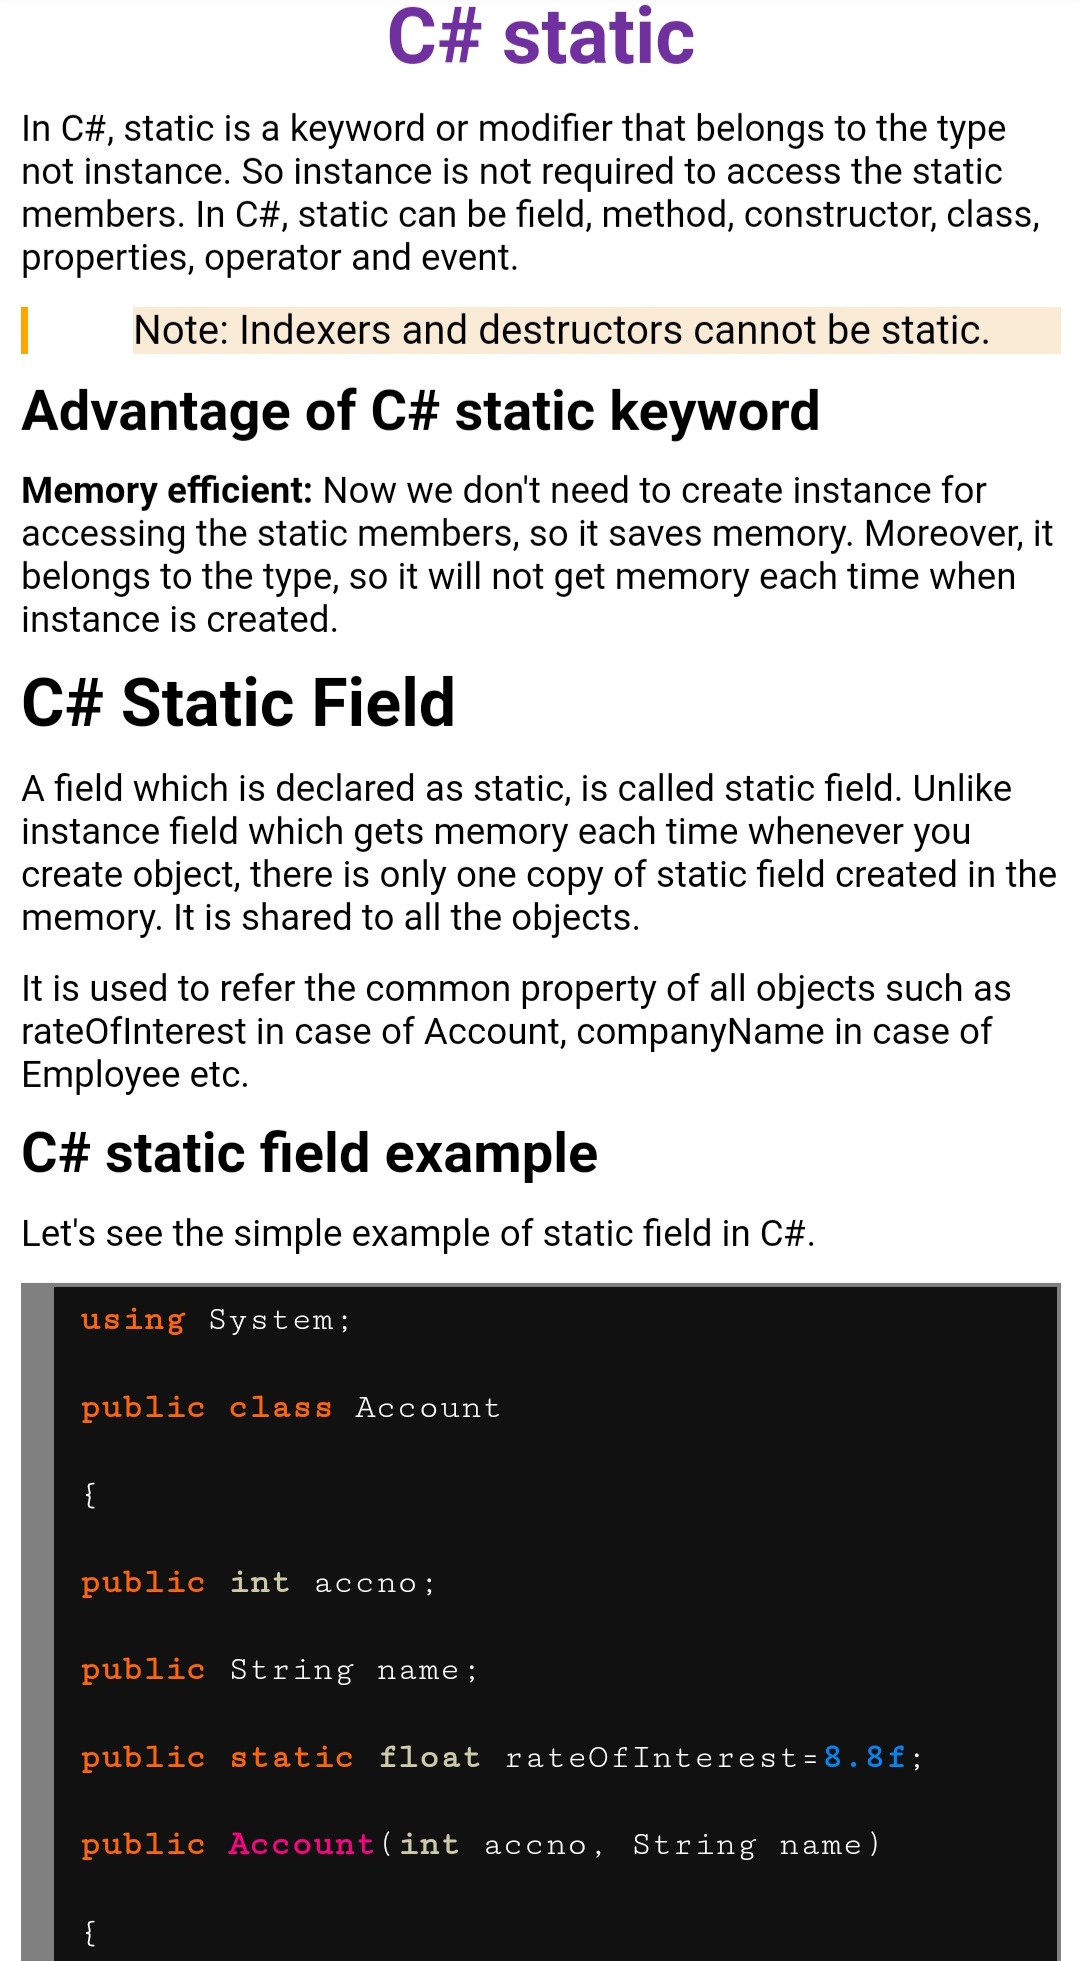 C# static
In C#, static is a keyword or modifier that belongs to the type
not instance. So instance is not required to access the static
members. In C#, static can be field, method, constructor, class,
properties, operator and event.
Note: Indexers and destructors cannot be static.
Advantage of C# static keyword
Memory efficient: Now we don't need to create instance for
accessing the static members, so it saves memory. Moreover, it
belongs to the type, so it will not get memory each time when
instance is created.
C# Static Field
A field which is declared as static, is called static field. Unlike
instance field which gets memory each time whenever you
create object, there is only one copy of static field created in the
memory. It is shared to all the objects.
It is used to refer the common property of all objects such as
rateOfInterest in case of Account, companyName in case of
Employee etc.
C# static field example
Let's see the simple example of static field in C#.
using System;
public class Account
{
public int accno;
public String name;
public static float rateOfInterest=8.8f;
public Account(int accno, String name)
{